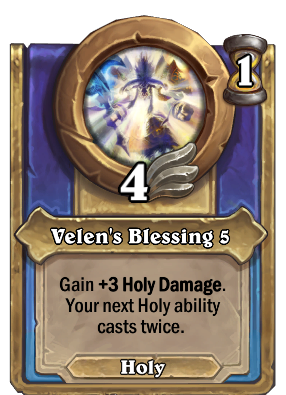 1
4
Velen's Blessing 5
Gain +3 Holy Damage.
Your next Holy ability
casts twice.
Holy